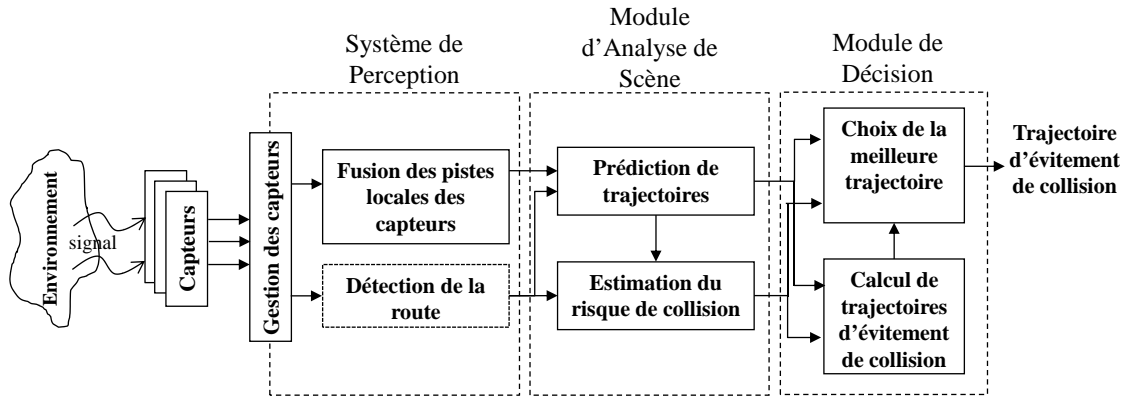 Système de
Perception
Module
d'Analyse de
Scène
Module de
Décision
Environnement
signal
Capteurs
Gestion des capteurs
Fusion des pistes
locales des
capteurs
Détection de la
route
Prédiction de
trajectoires
Estimation du
risque de collision
Choix de la
meilleure
trajectoire
Calcul de
trajectoires
d'évitement
de collision
Trajectoire
d'évitement
de collision